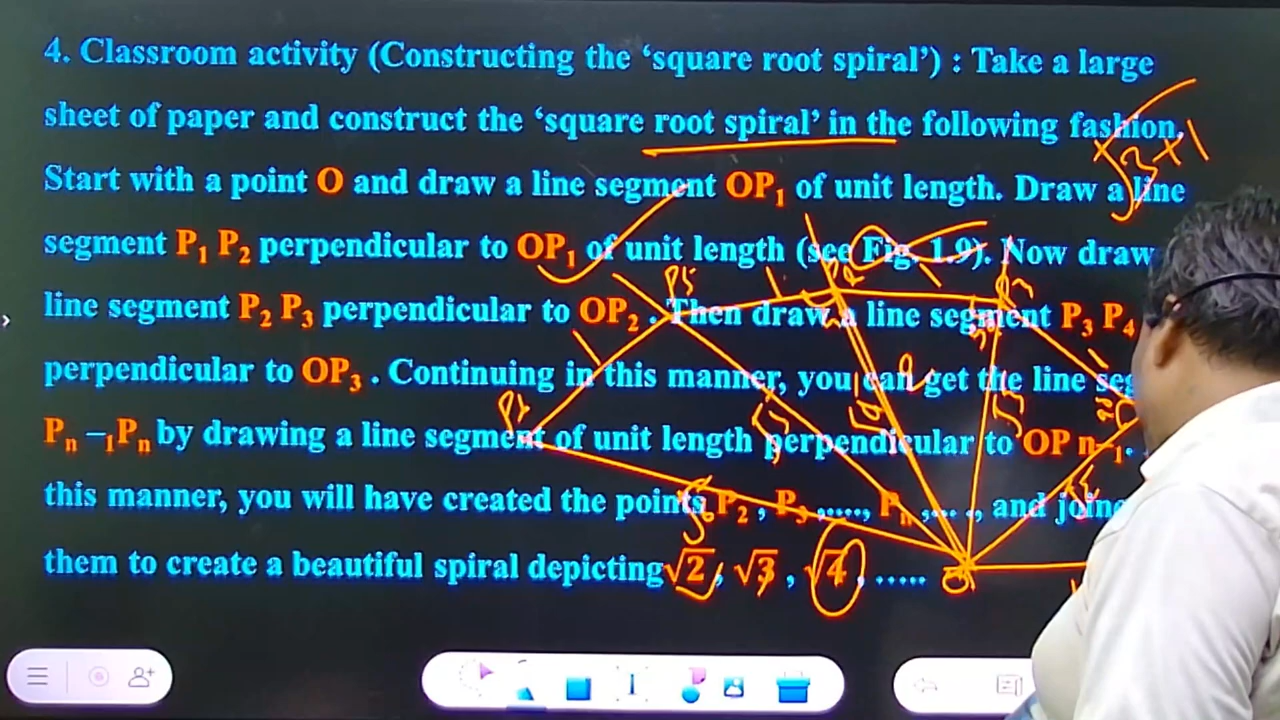 4. Classroom activity (Constructing the ‘square root spiral’) : Take a large
sheet of paper and construct the ‘square root spiral’ in the following fashion.
Start with a point O and draw a line segment OP₁ of unit length. Draw a line
segment P₁ P₂ perpendicular to OP₁ of unit length (see Fig. 1.9). Now draw
line segment P₂ P₃ perpendicular to OP₂ . Then draw a line segment P₃ P₄
perpendicular to OP₃ . Continuing in this manner, you can get the line
Pₙ –₁Pₙ by drawing a line segment of unit length perpendicular to OP n–₁.
this manner, you will have created the points P₂ , P₃ ,....., Pₙ ,... ., and
them to create a beautiful spiral depicting √2, √3 , √4, .....